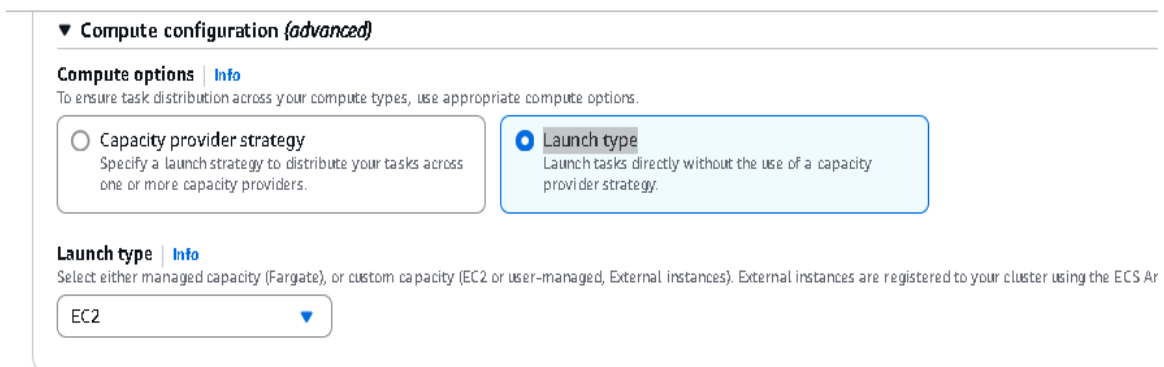 Compute configuration (advanced)
Compute options | Info
To ensure task distribution across your compute types, use appropriate compute options.
Capacity provider strategy
Specify a launch strategy to distribute your tasks across
one or more capacity providers.
Launch type
Launch tasks directly without the use of a capacity
provider strategy.
Launch type | Info
Select either managed capacity (Fargate), or custom capacity (EC2 or user-managed, External instances). External instances are registered to your cluster using the ECS
EC2